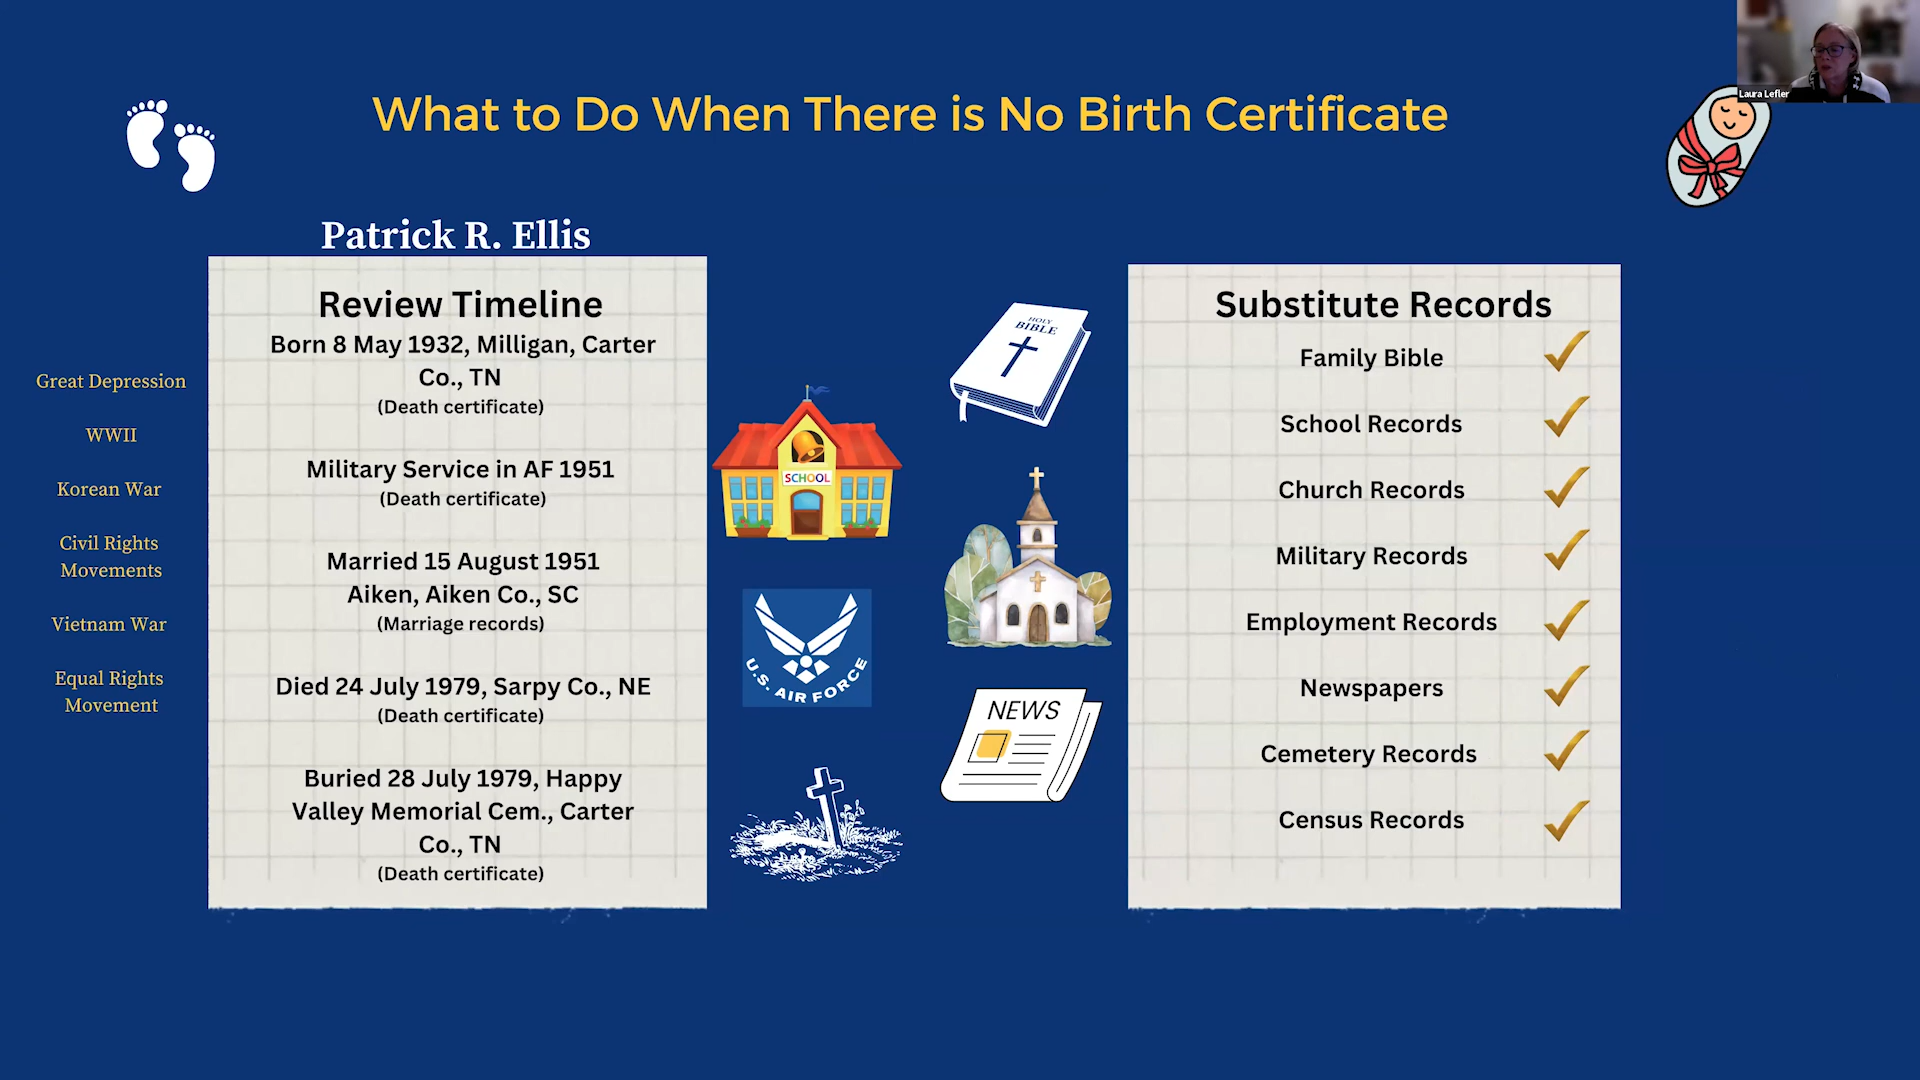 Laura Lefler
What to Do When There is No Birth Certificate
Patrick R. Ellis
Great Depression
WWII
Korean War
Civil Rights
Movements
Vietnam War
Equal Rights
Movement
Review Timeline
Born 8 May 1932, Milligan, Carter
Co., TN
(Death certificate)
Military Service in AF 1951
(Death certificate)
Married 15 August 1951
Aiken, Aiken Co., SC
(Marriage records)
Died 24 July 1979, Sarpy Co., NE
(Death certificate)
Buried 28 July 1979, Happy
Valley Memorial Cem., Carter
Co., TN
(Death certificate)
HOLY
BIBLE
SCHOOL
U.S. AIR FORCE
NEWS
Substitute Records
Family Bible
School Records
Church Records
Military Records
Employment Records
Newspapers
Cemetery Records
Census Records